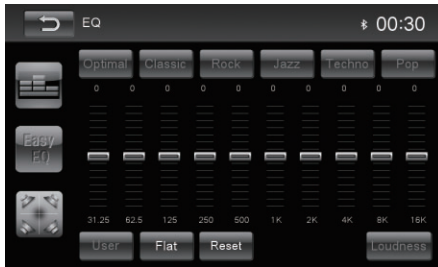 EQ 00:30
Optimal Classic Rock Jazz Techno Pop
0 0 0 0 0 0 0 0 0 0
Easy
EQ
31.25 62.5 125 250 500 1K 2K 4K 8K 16K
User Flat Reset Loudness